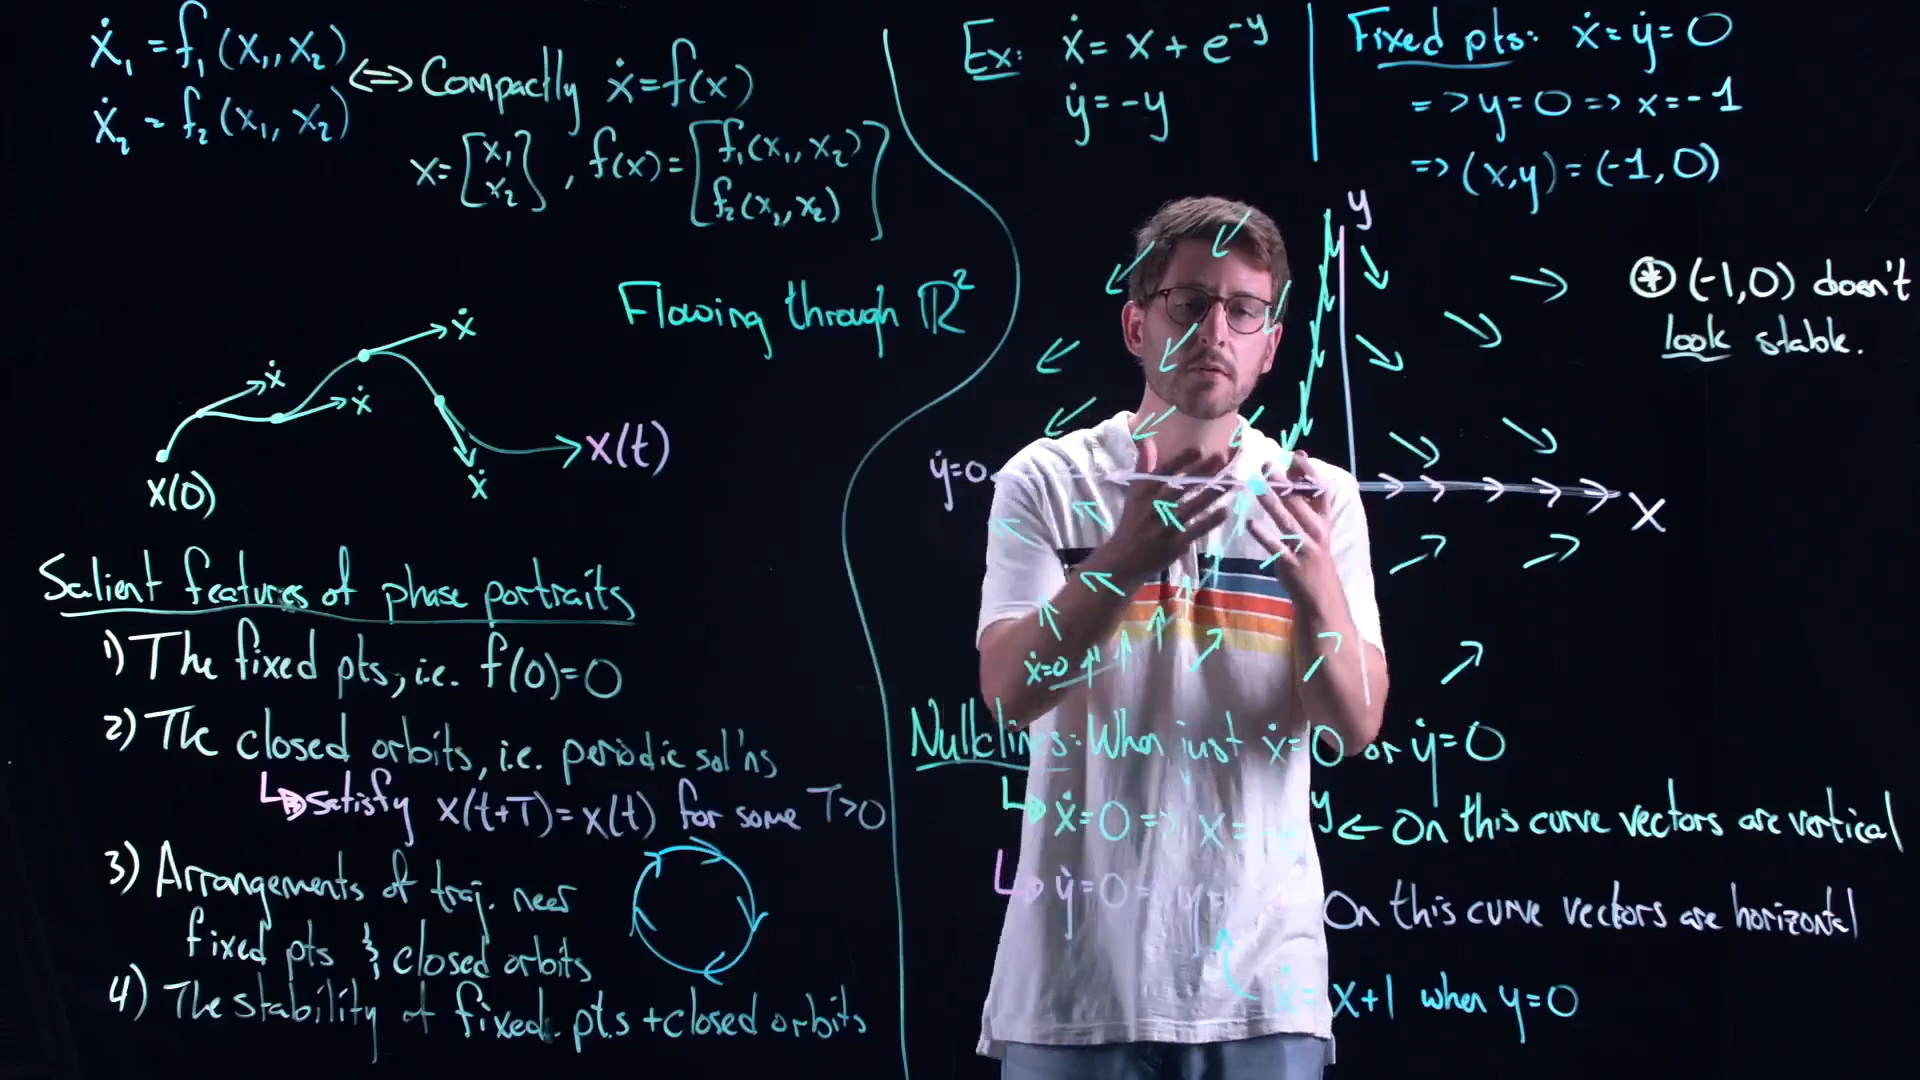 ẋ₁ = f₁(x₁, x₂)
ẋ₂ = f₂(x₁, x₂)
⇔ Compactly ẋ = f(x)
x = [x₁ x₂], f(x) = [f₁(x₁, x₂) f₂(x₁, x₂)]
Flowing through ℝ²
ẋ
ẋ
ẋ
ẋ
x(t)
x(0)
Salient features of phase portraits
1) The fixed pts, i.e. f(0)=0
2) The closed orbits, i.e. periodic sol'ns
↳ satisfy x(t+T)=x(t) for some T>0
3) Arrangements of traj. near
fixed pts & closed orbits
4) The stability of fixed pts + closed orbits
Ex: ẋ = x + e^-y
ẏ = -y
Fixed pts: ẋ = ẏ = 0
=> y=0 => x=-1
=> (x,y) = (-1,0)
y
⊛ (-1,0) doesn't
look stable.
ẏ=0
x
ẋ=0
Nullclines: When just ẋ=0 or ẏ=0
↳ ẋ=0 => x = y ← On this curve vectors are vertical
↳ ẏ=0 = y On this curve vectors are horizontal
ẋ = x+1 when y=0